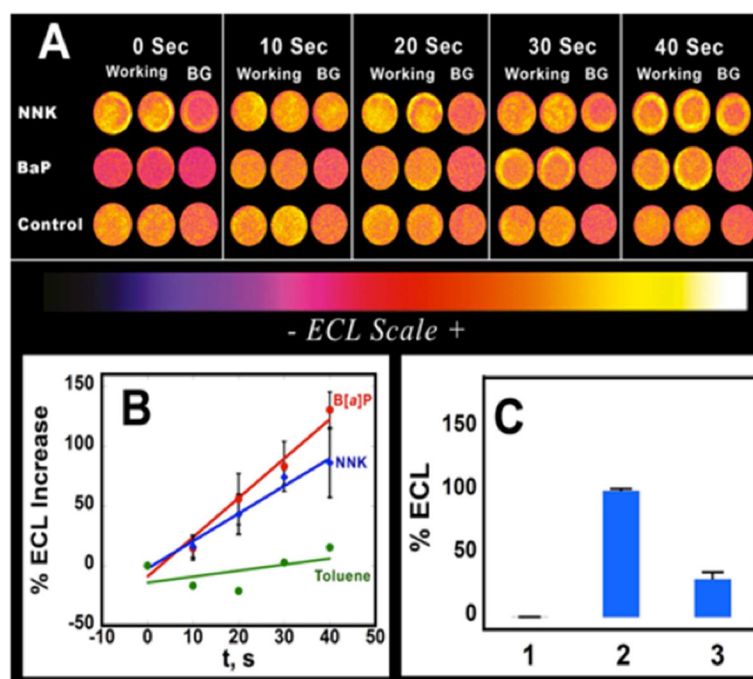 A
0 Sec 10 Sec 20 Sec 30 Sec 40 Sec
Working BG Working BG Working BG Working BG Working BG
NNK
BaP
Control
- ECL Scale +
B
% ECL Increase
150
100
50
0
-50
B[a]P
NNK
Toluene
-10 0 10 20 30 40 50
t, s
C
% ECL
150
100
50
0
1 2 3